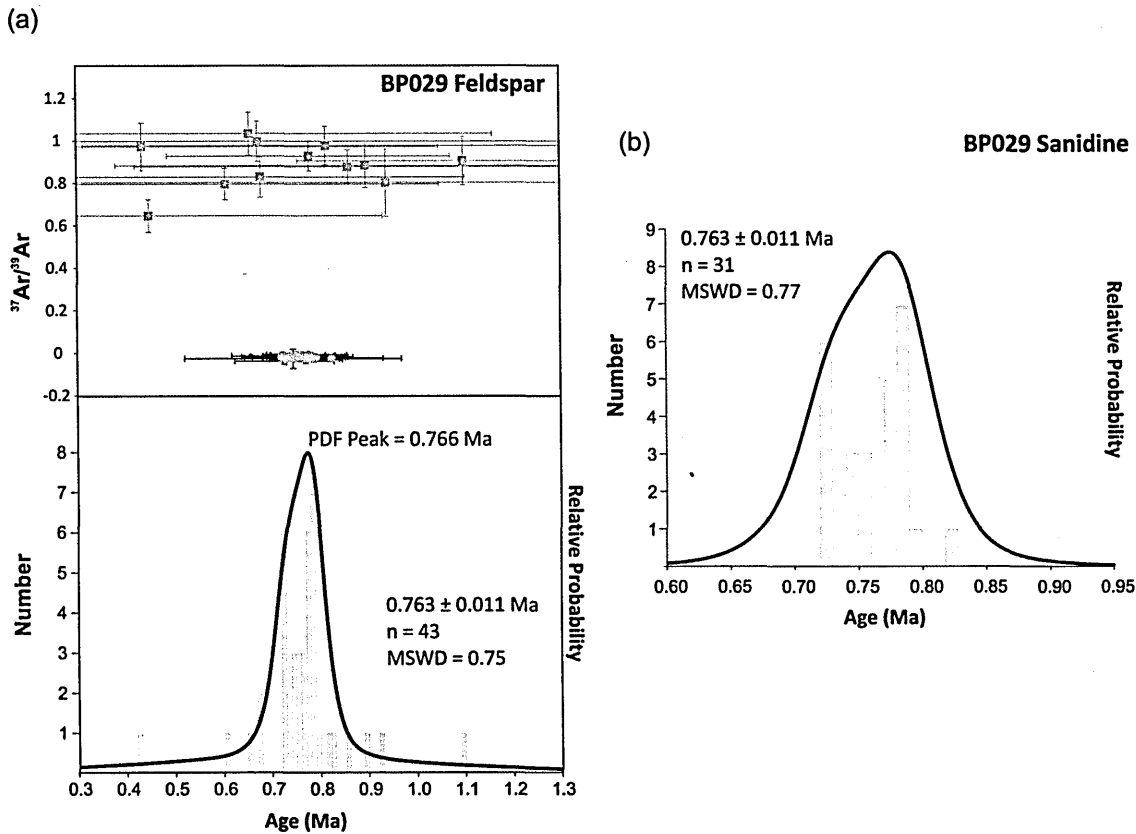 (a)
BP029 Feldspar
1.2
1
0.8
0.6
0.4
0.2
0
-0.2
³⁷Ar/³⁹Ar
PDF Peak = 0.766 Ma
8
7
6
5
4
3
2
1
Number
Relative Probability
0.763 ± 0.011 Ma
n = 43
MSWD = 0.75
0.3 0.4 0.5 0.6 0.7 0.8 0.9 1.0 1.1 1.2 1.3
Age (Ma)
(b)
BP029 Sanidine
9
8
7
6
5
4
3
2
1
Number
0.763 ± 0.011 Ma
n = 31
MSWD = 0.77
Relative Probability
0.60 0.65 0.70 0.75 0.80 0.85 0.90 0.95
Age (Ma)